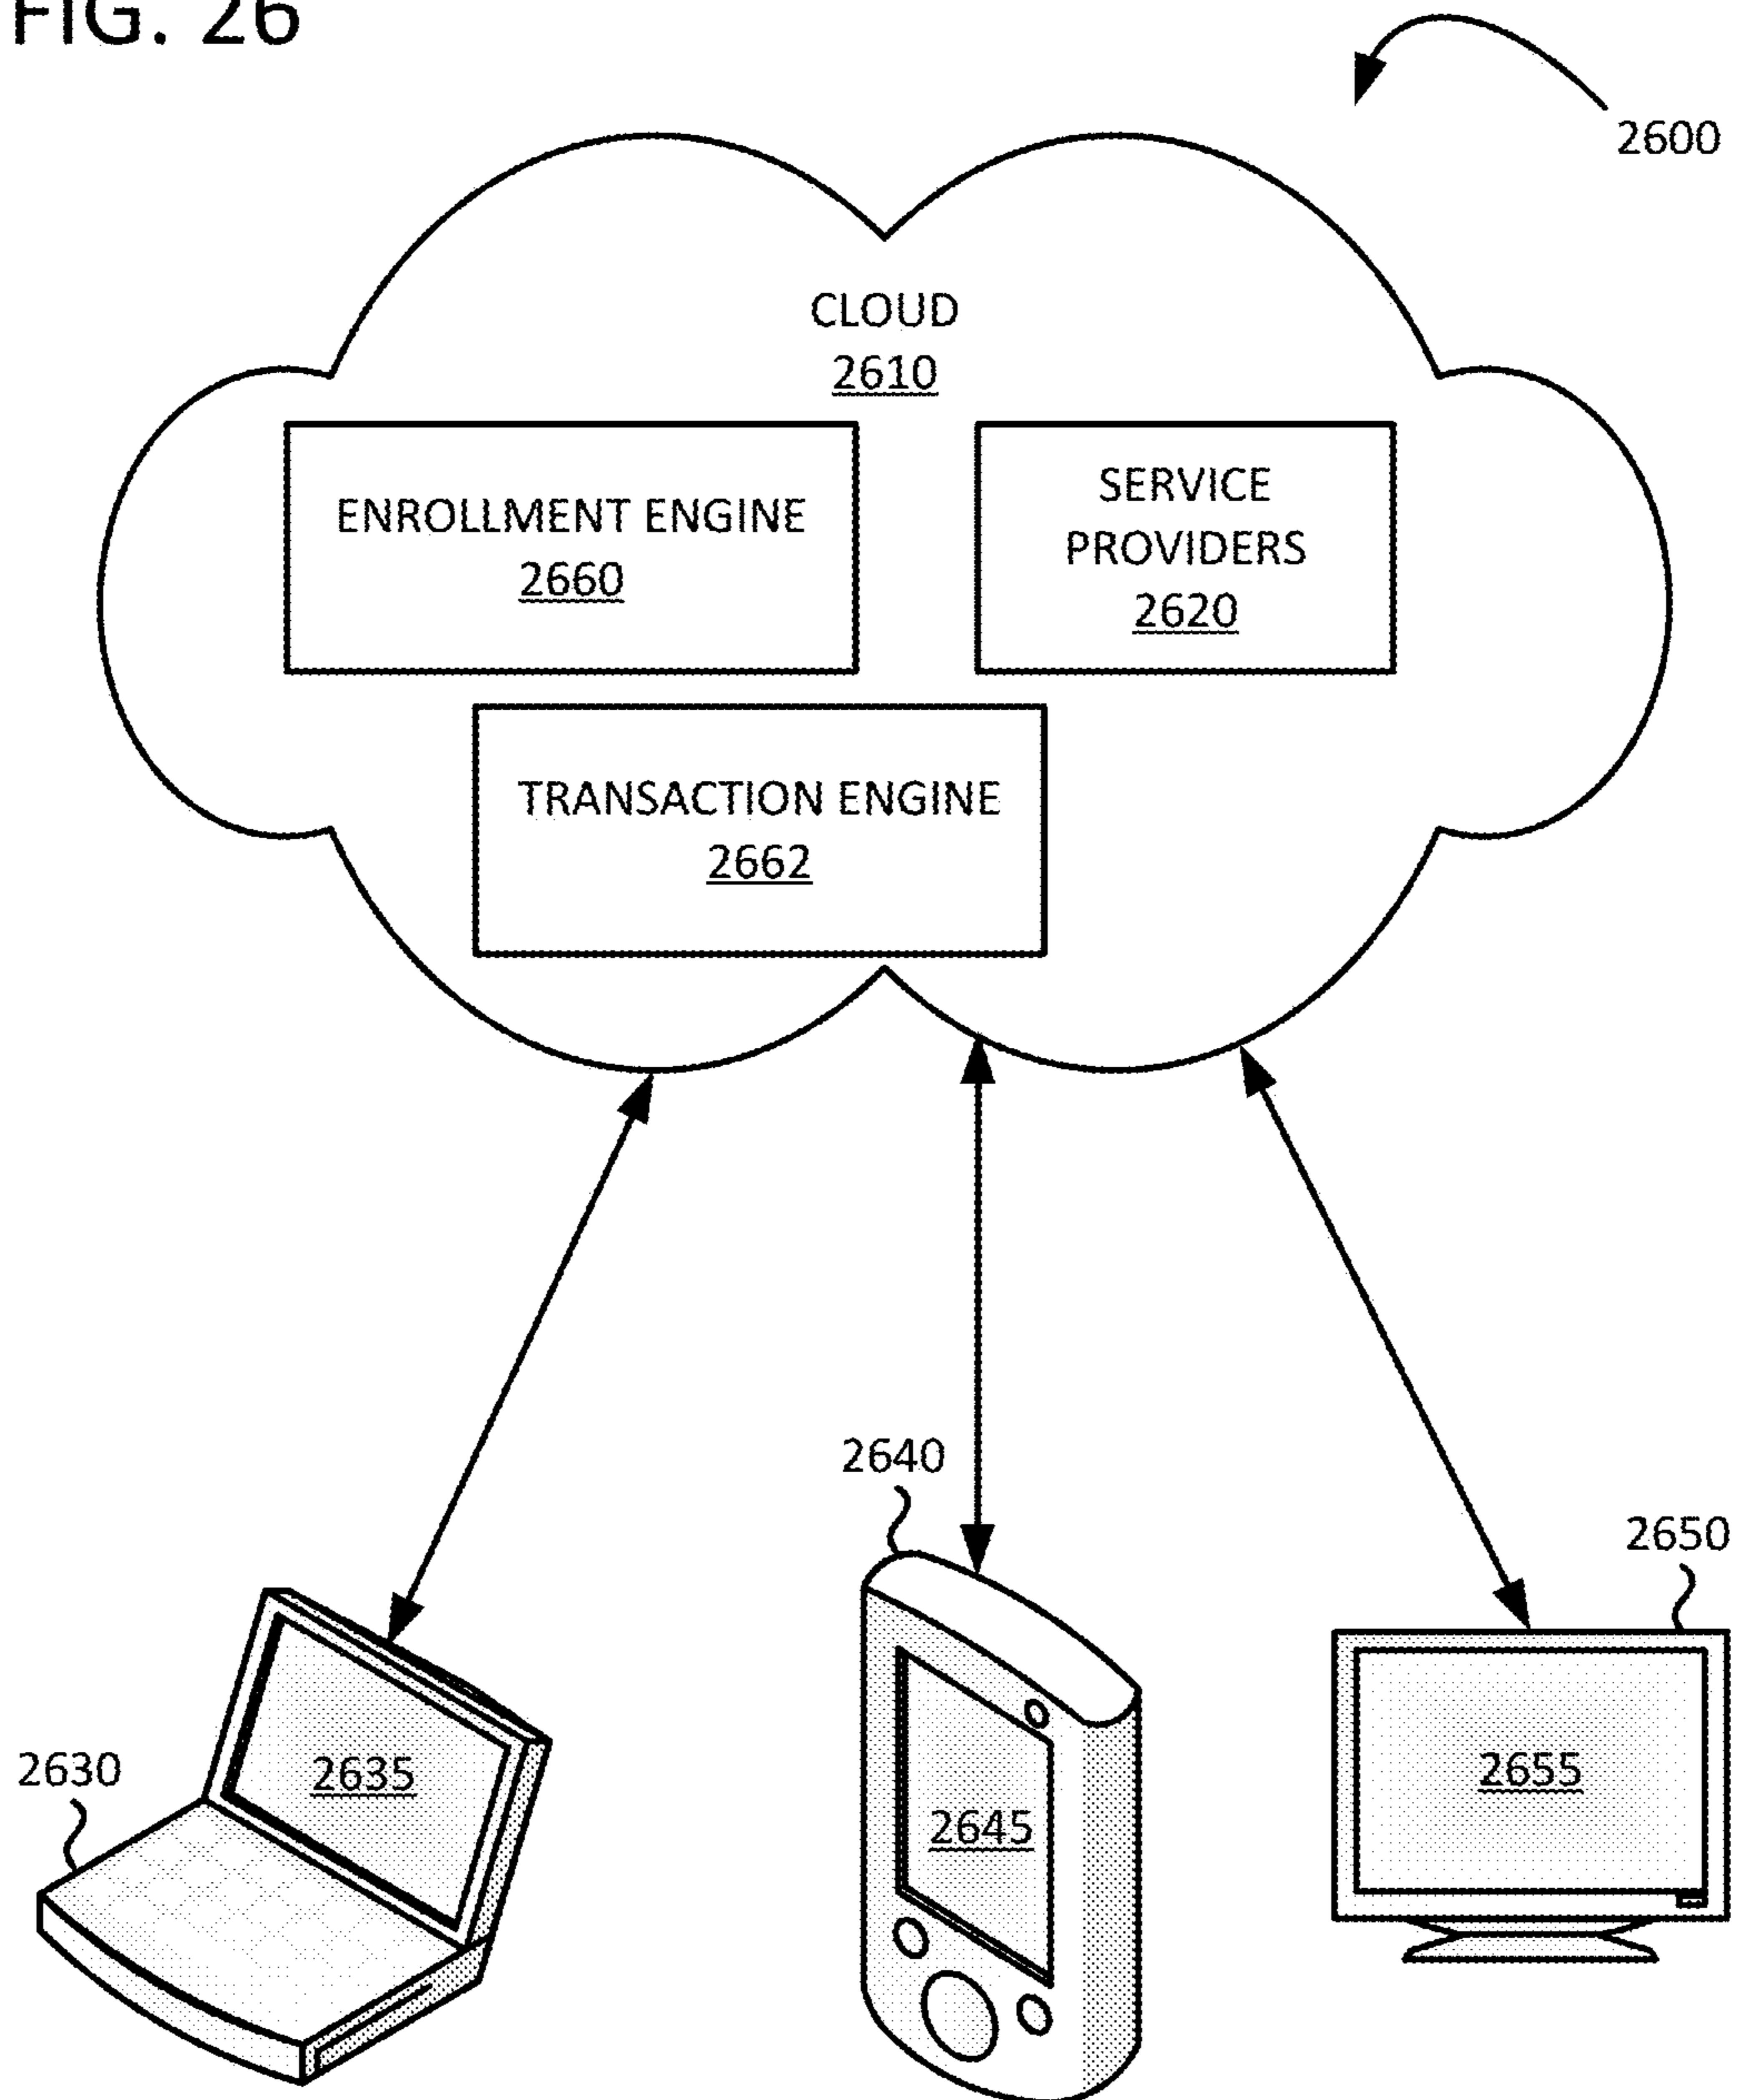 FIG. 26
2600
CLOUD
2610
ENROLLMENT ENGINE
2660
SERVICE
PROVIDERS
2620
TRANSACTION ENGINE
2662
2640
2650
2630
2635
2645
2655